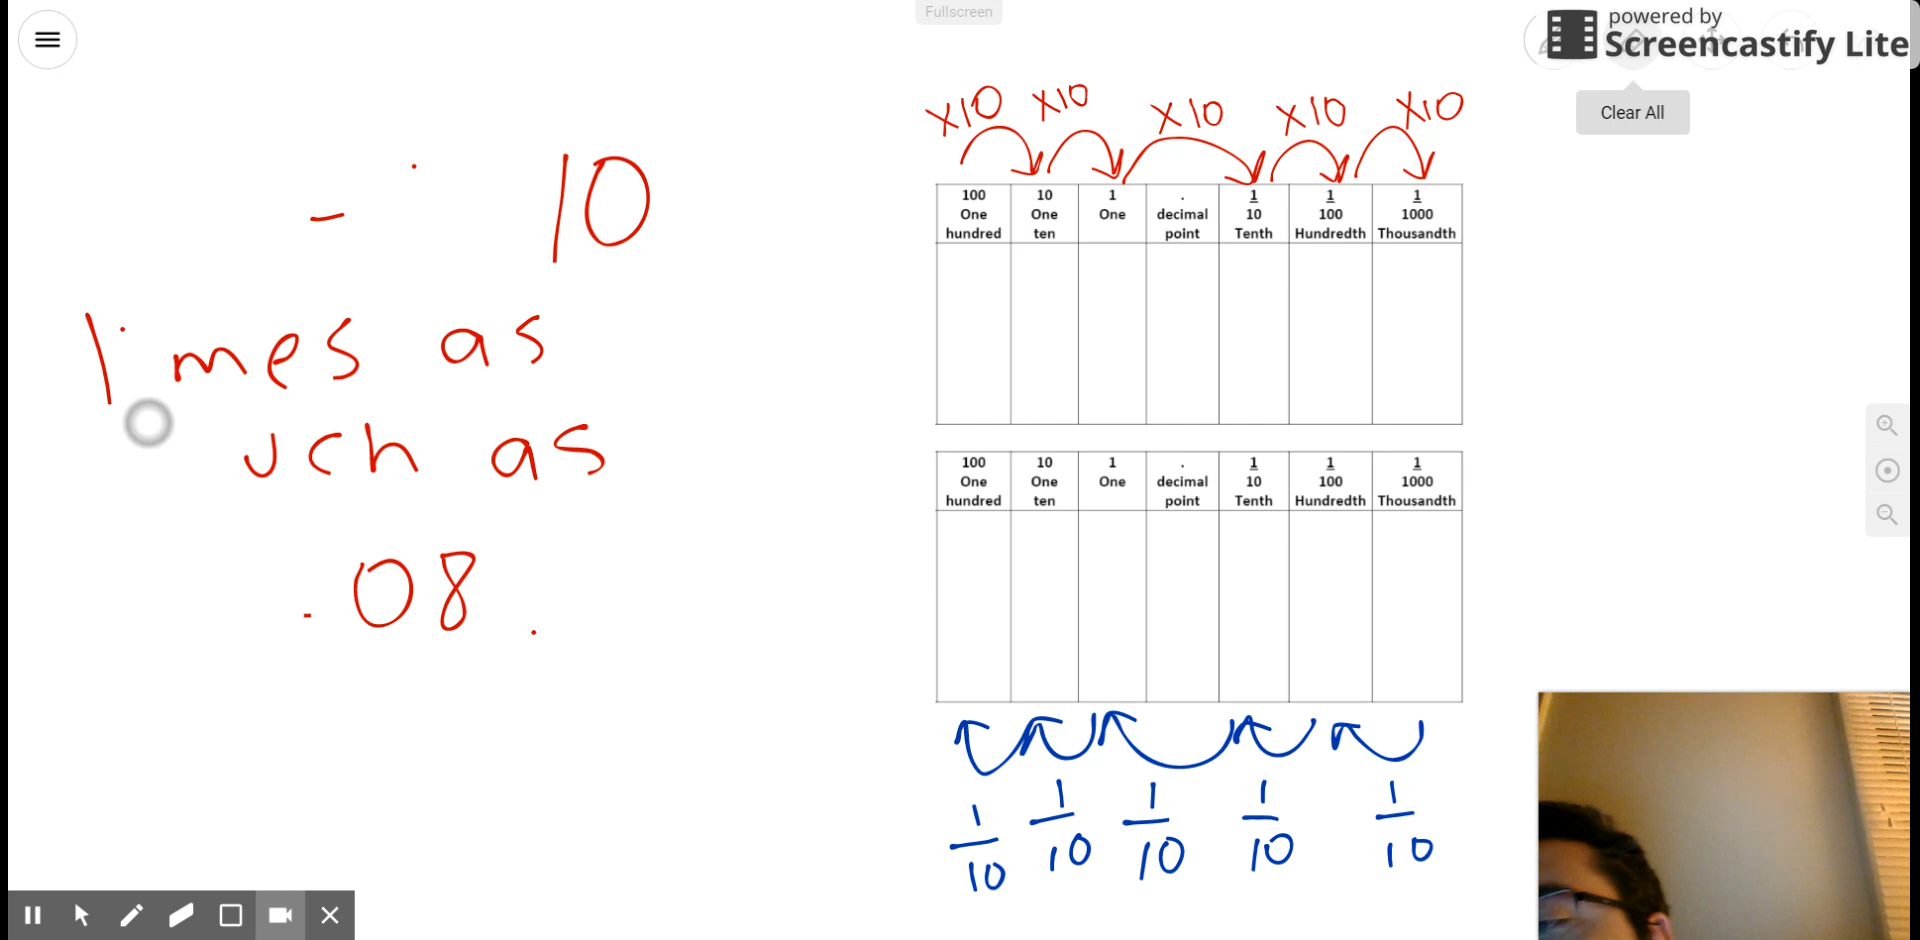 Fullscreen
powered by
Screencastify Lite
Clear All
- . 10
imes as
uch as
.08.
X10 X10 X10 X10 X10
100 10 1 . 1 1 1
One One One decimal 10 100 1000
hundred ten point Tenth Hundredth Thousandth
100 10 1 . 1 1 1
One One One decimal 10 100 1000
hundred ten point Tenth Hundredth Thousandth
1 1 1 1 1
10 10 10 10 10